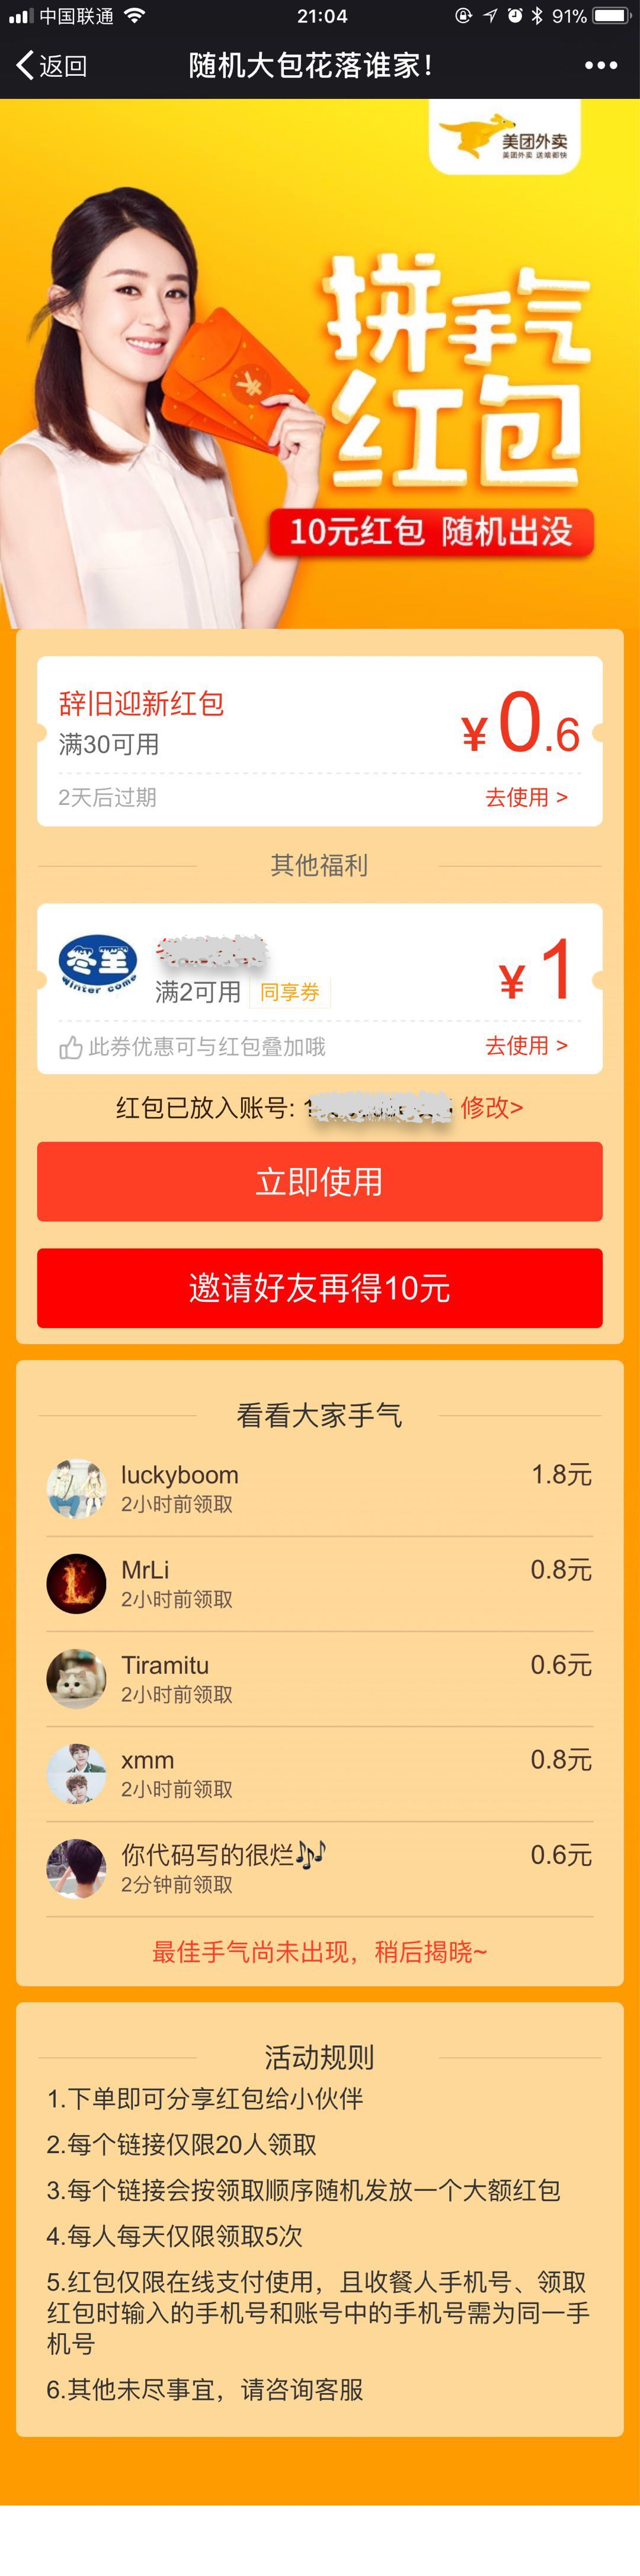 中国联通
21:04
91%
返回
随机大包花落谁家！
美团外卖
美团外卖 送啥都快
拼手气
红包
10元红包 随机出没
辞旧迎新红包
满30可用
¥0.6
2天后过期
去使用 >
其他福利
冬至
Winter come
满2可用
同享券
¥1
此券优惠可与红包叠加哦
去使用 >
红包已放入账号:
修改>
立即使用
邀请好友再得10元
看看大家手气
luckyboom
1.8元
2小时前领取
MrLi
0.8元
2小时前领取
Tiramitu
0.6元
2小时前领取
xmm
0.8元
2小时前领取
你代码写的很烂🎶
0.6元
2分钟前领取
最佳手气尚未出现，稍后揭晓~
活动规则
1.下单即可分享红包给小伙伴
2.每个链接仅限20人领取
3.每个链接会按领取顺序随机发放一个大额红包
4.每人每天仅限领取5次
5.红包仅限在线支付使用，且收餐人手机号、领取
红包时输入的手机号和账号中的手机号需为同一手
机号
6.其他未尽事宜，请咨询客服